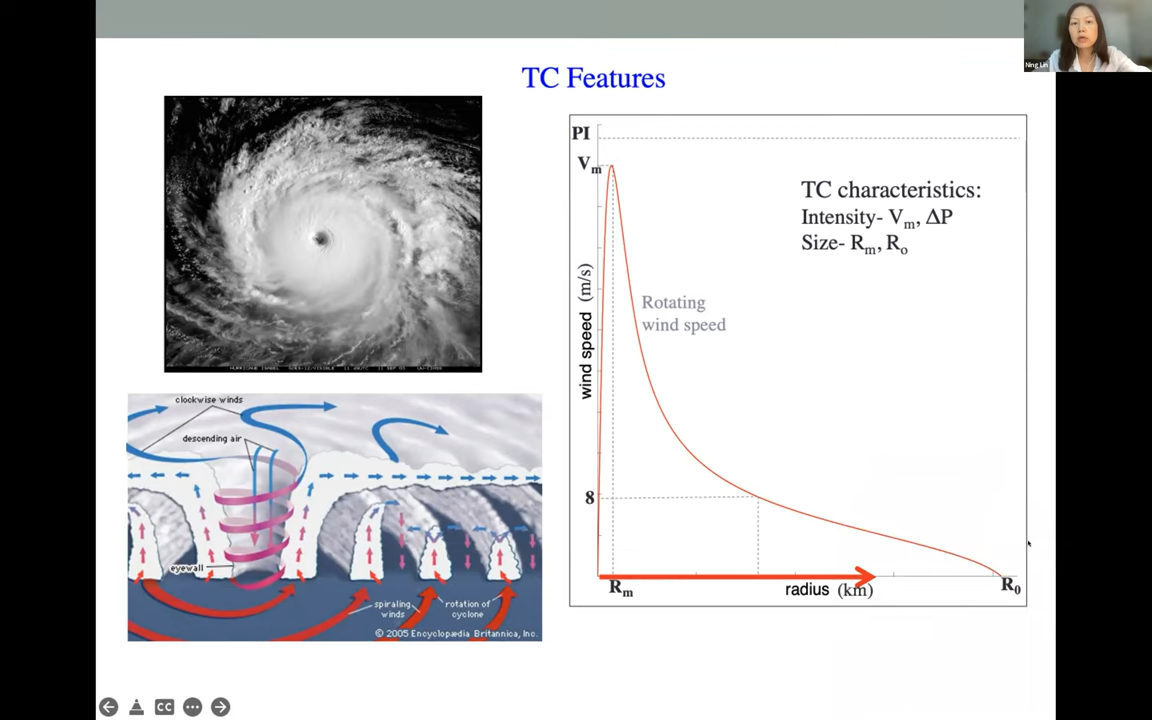 Ning Lin
TC Features
clockwise winds
descending air
eyewall
spiraling
winds
rotation of
cyclone
© 2005 Encyclopædia Britannica, Inc.
PI
Vm
TC characteristics:
Intensity- Vm, ΔP
Size- Rm, Ro
Rotating
wind speed
wind speed (m/s)
8
Rm
radius (km)
R0
CC